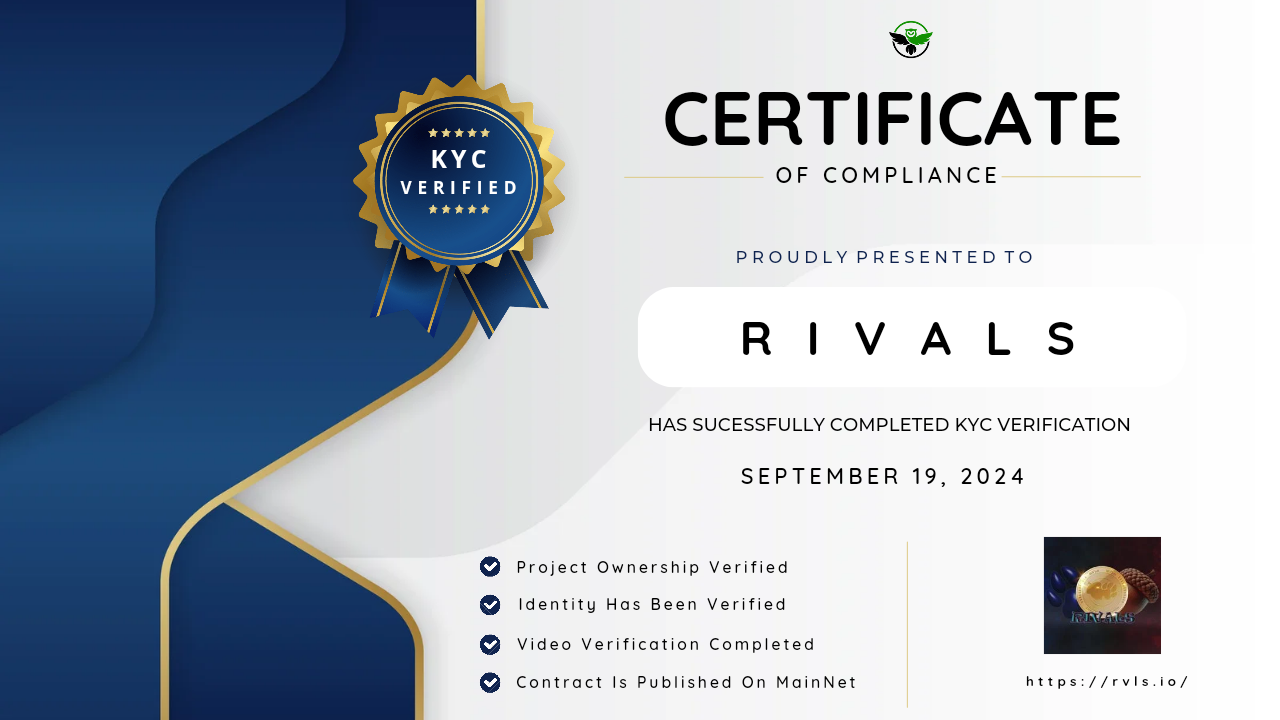 KYC
VERIFIED
CERTIFICATE
OF COMPLIANCE
PROUDLY PRESENTED TO
RIVALS
HAS SUCESSFULLY COMPLETED KYC VERIFICATION
SEPTEMBER 19, 2024
Project Ownership Verified
Identity Has Been Verified
Video Verification Completed
Contract Is Published On MainNet
RIVALS
https://rvls.io/